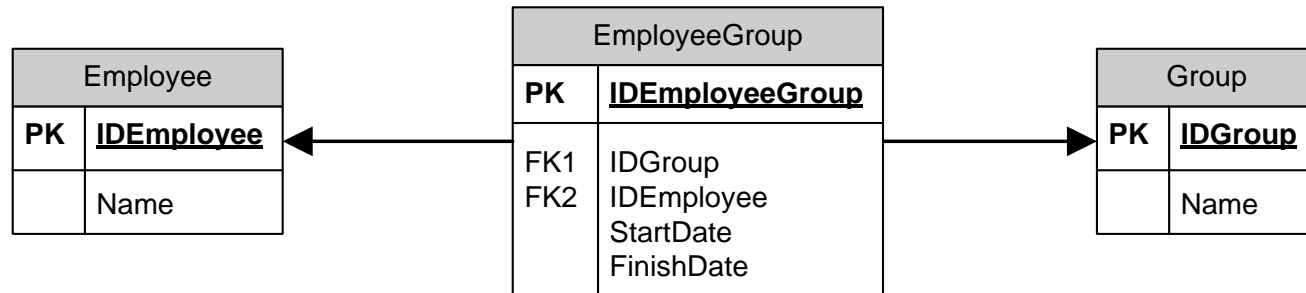 Employee
PK IDEmployee
Name
EmployeeGroup
PK IDEmployeeGroup
FK1 IDGroup
FK2 IDEmployee
StartDate
FinishDate
Group
PK IDGroup
Name